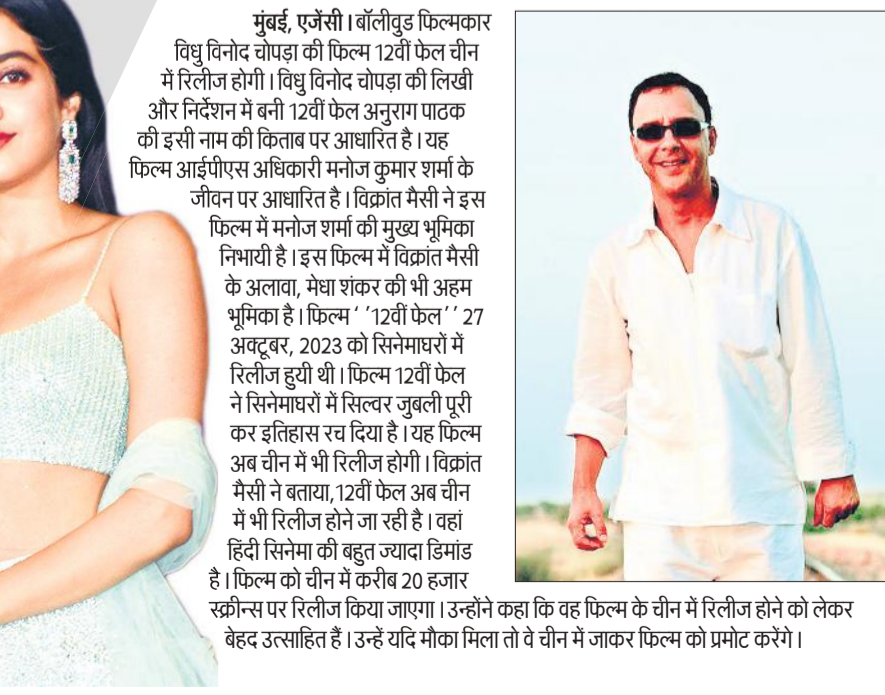 मुंबई, एजेंसी। बॉलीवुड फिल्मकार
विधु विनोद चोपड़ा की फिल्म 12वीं फेल चीन
में रिलीज होगी। विधु विनोद चोपड़ा की लिखी
और निर्देशन में बनी 12वीं फेल अनुराग पाठक
की इसी नाम की किताब पर आधारित है। यह
फिल्म आईपीएस अधिकारी मनोज कुमार शर्मा के
जीवन पर आधारित है। विक्रांत मैसी ने इस
फिल्म में मनोज शर्मा की मुख्य भूमिका
निभायी है। इस फिल्म में विक्रांत मैसी
के अलावा, मेधा शंकर की भी अहम
भूमिका है। फिल्म ‘ ’12वीं फेल’ ’ 27
अक्टूबर, 2023 को सिनेमाघरों में
रिलीज हुयी थी। फिल्म 12वीं फेल
ने सिनेमाघरों में सिल्वर जुबली पूरी
कर इतिहास रच दिया है। यह फिल्म
अब चीन में भी रिलीज होगी। विक्रांत
मैसी ने बताया,12वीं फेल अब चीन
में भी रिलीज होने जा रही है। वहां
हिंदी सिनेमा की बहुत ज्यादा डिमांड
है। फिल्म को चीन में करीब 20 हजार
स्क्रीन्स पर रिलीज किया जाएगा। उन्होंने कहा कि वह फिल्म के चीन में रिलीज होने को लेकर
बेहद उत्साहित हैं। उन्हें यदि मौका मिला तो वे चीन में जाकर फिल्म को प्रमोट करेंगे।